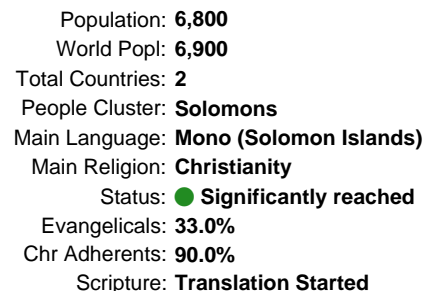 Population: 6,800
World Popl: 6,900
Total Countries: 2
People Cluster: Solomons
Main Language: Mono (Solomon Islands)
Main Religion: Christianity
Status: Significantly reached
Evangelicals: 33.0%
Chr Adherents: 90.0%
Scripture: Translation Started